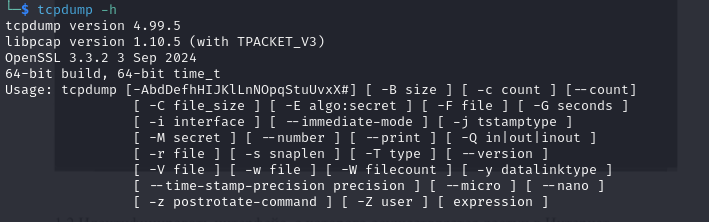 └─$ tcpdump -h
tcpdump version 4.99.5
libpcap version 1.10.5 (with TPACKET_V3)
OpenSSL 3.3.2 3 Sep 2024
64-bit build, 64-bit time_t
Usage: tcpdump [-AbdDefhHIJKlLnNOpqStuUvxX#] [ -B size ] [ -c count ] [--count]
               [ -C file_size ] [ -E algo:secret ] [ -F file ] [ -G seconds ]
               [ -i interface ] [ --immediate-mode ] [ -j tstamptype ]
               [ -M secret ] [ --number ] [ --print ] [ -Q in|out|inout ]
               [ -r file ] [ -s snaplen ] [ -T type ] [ --version ]
               [ -V file ] [ -w file ] [ -W filecount ] [ -y datalinktype ]
               [ --time-stamp-precision precision ] [ --micro ] [ --nano ]
               [ -z postrotate-command ] [ -Z user ] [ expression ]